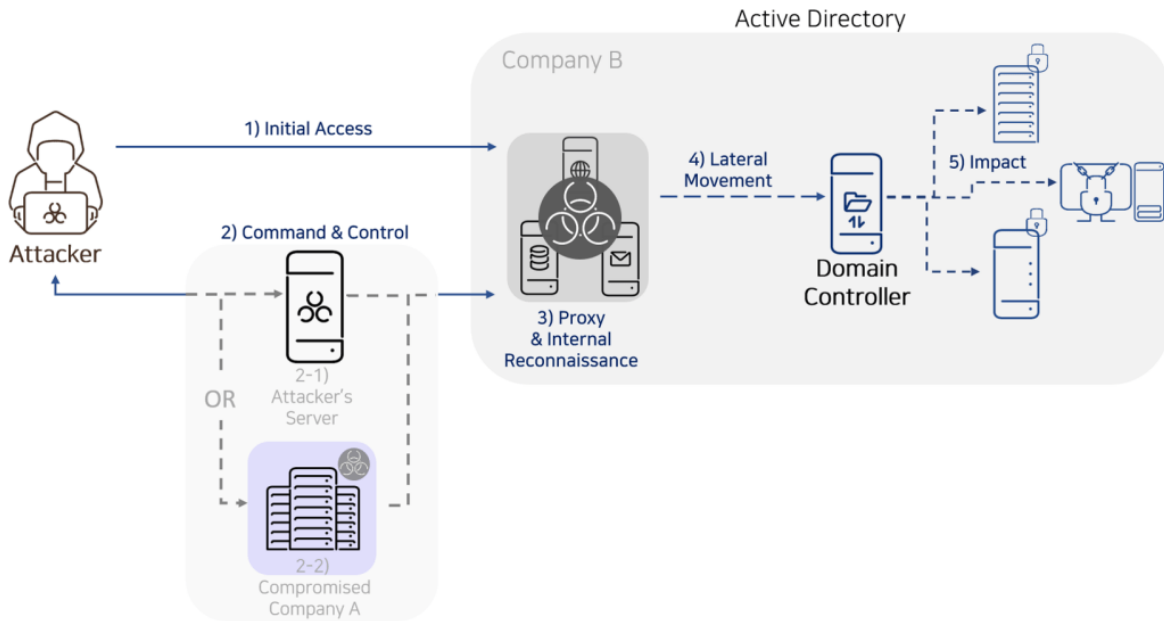 Active Directory
Company B
1) Initial Access
4) Lateral
Movement
5) Impact
Attacker
2) Command & Control
Domain
Controller
3) Proxy
& Internal
Reconnaissance
2-1)
Attacker's
Server
OR
2-2)
Compromised
Company A